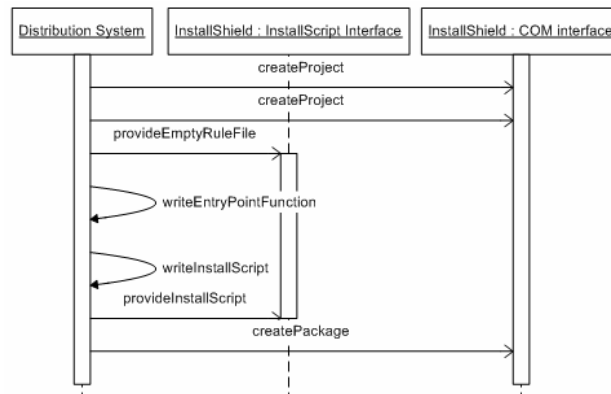 Distribution System
InstallShield : InstallScript Interface
InstallShield : COM interface
createProject
createProject
provideEmptyRuleFile
writeEntryPointFunction
writeInstallScript
provideInstallScript
createPackage